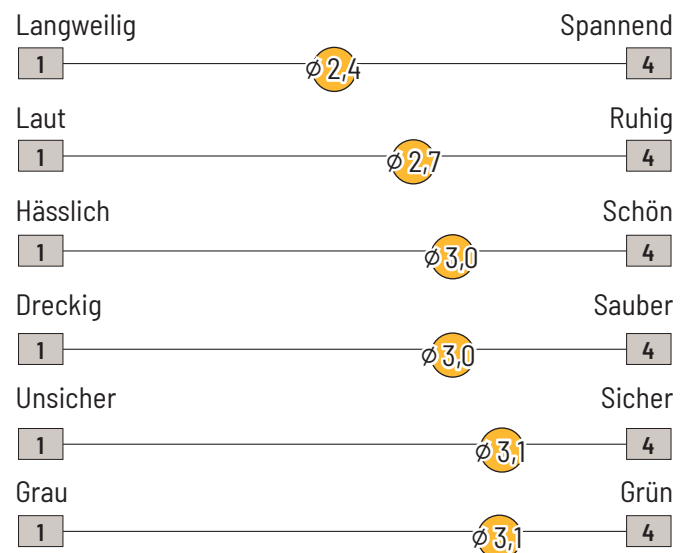 Langweilig Spannend
1 ø 2,4 4
Laut Ruhig
1 ø 2,7 4
Hässlich Schön
1 ø 3,0 4
Dreckig Sauber
1 ø 3,0 4
Unsicher Sicher
1 ø 3,1 4
Grau Grün
1 ø 3,1 4